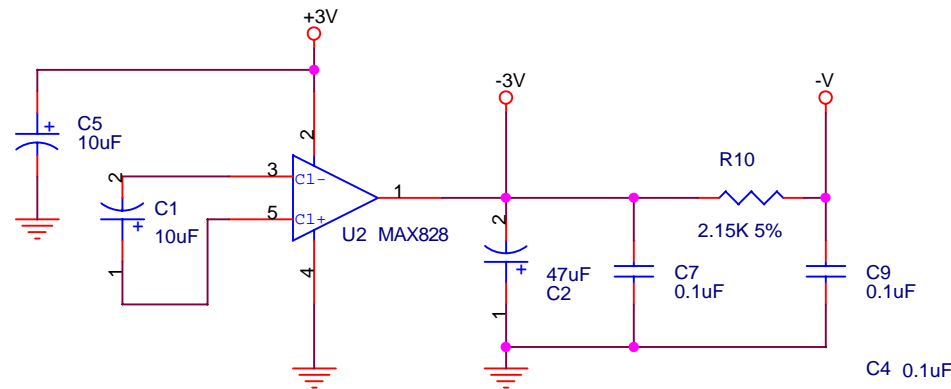 +3V
-3V
-V
C5
10uF
+
2
R10
3
C1-
2
C1
10uF
+
5
C1+
1
U2 MAX828
2.15K 5%
1
4
2
+
47uF
C2
1
C7
0.1uF
C9
0.1uF
C4 0.1uF